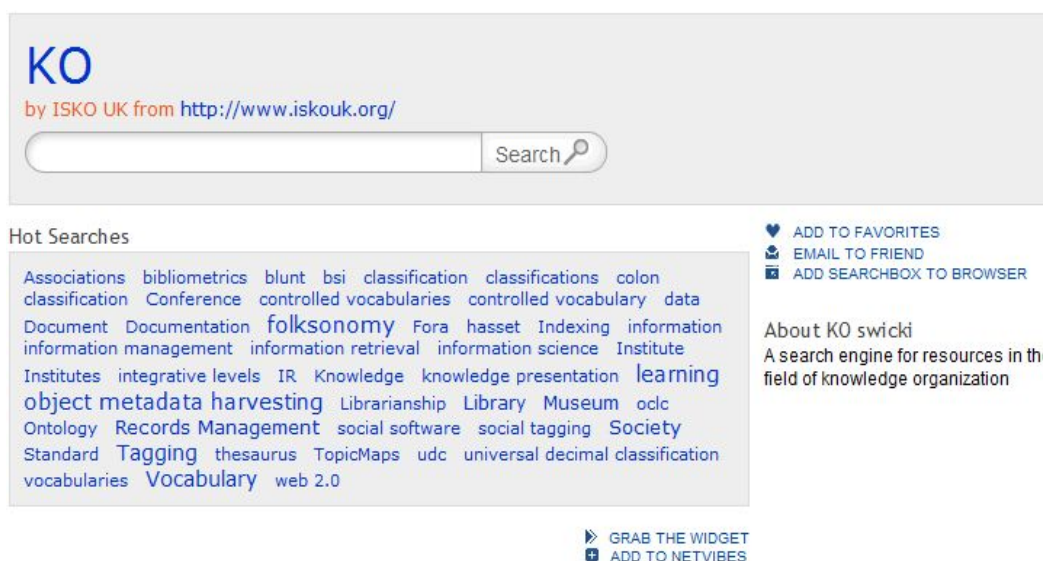 KO
by ISKO UK from http://www.iskouk.org/
Search
Hot Searches
Associations bibliometrics blunt bsi classification classifications colon
classification Conference controlled vocabularies controlled vocabulary data
Document Documentation folksonomy Fora hasset Indexing information
information management information retrieval information science Institute
Institutes integrative levels IR Knowledge knowledge presentation learning
object metadata harvesting Librarianship Library Museum oclc
Ontology Records Management social software social tagging Society
Standard Tagging thesaurus TopicMaps udc universal decimal classification
vocabularies Vocabulary web 2.0
ADD TO FAVORITES
EMAIL TO FRIEND
ADD SEARCHBOX TO BROWSER
About KO swicki
A search engine for resources in th
field of knowledge organization
GRAB THE WIDGET
ADD TO NETVIBES